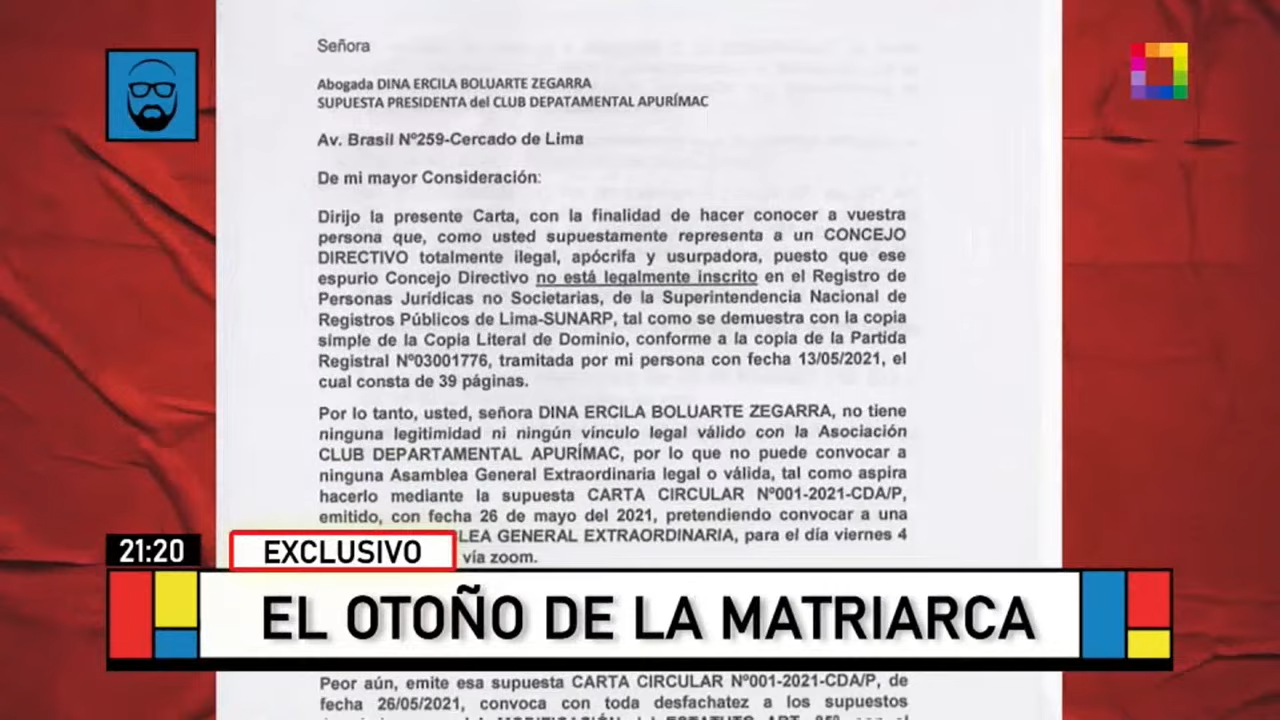 Señora
Abogada DINA ERCILA BOLUARTE ZEGARRA
SUPUESTA PRESIDENTA del CLUB DEPATAMENTAL APURÍMAC
Av. Brasil Nº259-Cercado de Lima
De mi mayor Consideración:
Dirijo la presente Carta, con la finalidad de hacer conocer a vuestra
persona que, como usted supuestamente representa a un CONCEJO
DIRECTIVO totalmente ilegal, apócrifa y usurpadora, puesto que ese
espurio Concejo Directivo no está legalmente inscrito en el Registro de
Personas Jurídicas no Societarias, de la Superintendencia Nacional de
Registros Públicos de Lima-SUNARP, tal como se demuestra con la copia
simple de la Copia Literal de Dominio, conforme a la copia de la Partida
Registral Nº03001776, tramitada por mi persona con fecha 13/05/2021, el
cual consta de 39 páginas.
Por lo tanto, usted, señora DINA ERCILA BOLUARTE ZEGARRA, no tiene
ninguna legitimidad ni ningún vínculo legal válido con la Asociación
CLUB DEPARTAMENTAL APURÍMAC, por lo que no puede convocar a
ninguna Asamblea General Extraordinaria legal o válida, tal como aspira
hacerlo mediante la supuesta CARTA CIRCULAR Nº001-2021-CDA/P,
emitido, con fecha 26 de mayo del 2021, pretendiendo convocar a una
LEA GENERAL EXTRAORDINARIA, para el día viernes 4
vía zoom.
21:20
EXCLUSIVO
EL OTOÑO DE LA MATRIARCA
Peor aún, emite esa supuesta CARTA CIRCULAR Nº001-2021-CDA/P, de
fecha 26/05/2021, convoca con toda desfachatez a los supuestos